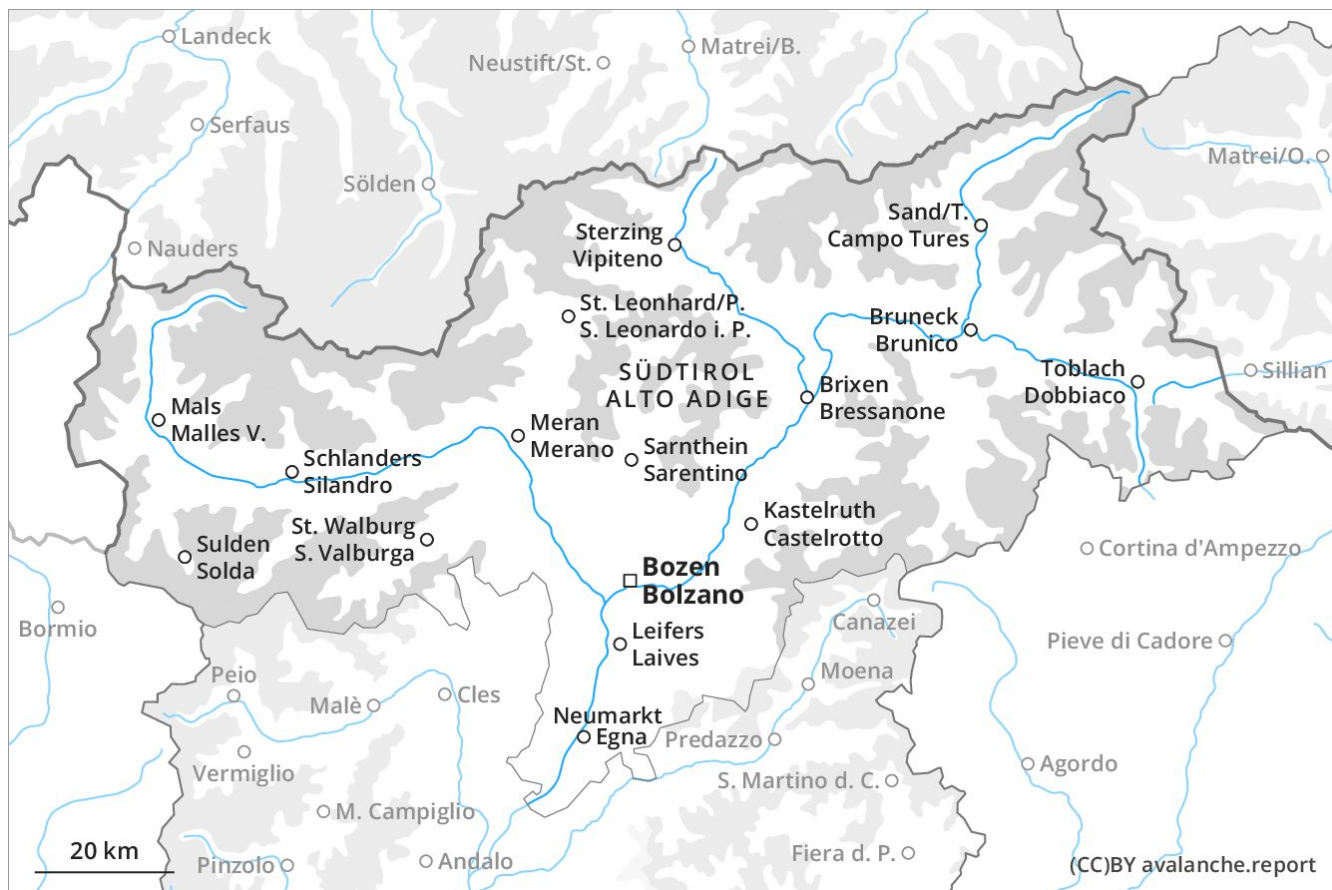 Landeck
Matrei/B.
Neustift/St.
Serfaus
Matrei/O.
Sölden
Sand/T.
Campo Tures
Sterzing
Vipiteno
Nauders
St. Leonhard/P.
S. Leonardo i. P.
Bruneck
Brunico
SÜDTIROL
ALTO ADIGE
Toblach
Dobbiaco
Sillian
Brixen
Bressanone
Mals
Malles V.
Meran
Merano
Sarnthein
Sarentino
Schlanders
Silandro
Kastelruth
Castelrotto
St. Walburg
S. Valburga
Sulden
Solda
Cortina d'Ampezzo
Bozen
Bolzano
Bormio
Canazei
Leifers
Laives
Pieve di Cadore
Peio
Moena
Malè
Cles
Neumarkt
Egna
Predazzo
Vermiglio
Agordo
S. Martino d. C.
M. Campiglio
20 km
Pinzolo
Andalo
Fiera d. P.
(CC)BY avalanche.report